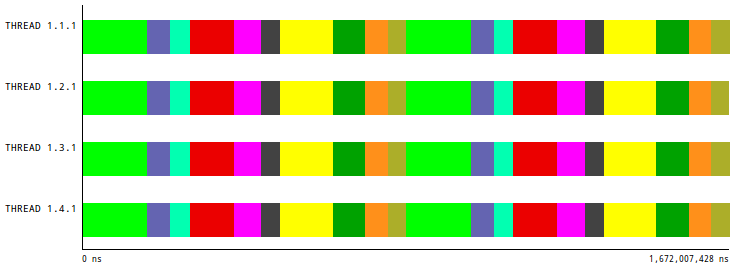 THREAD 1.1.1
THREAD 1.2.1
THREAD 1.3.1
THREAD 1.4.1
0 ns 1,672,007,428 ns